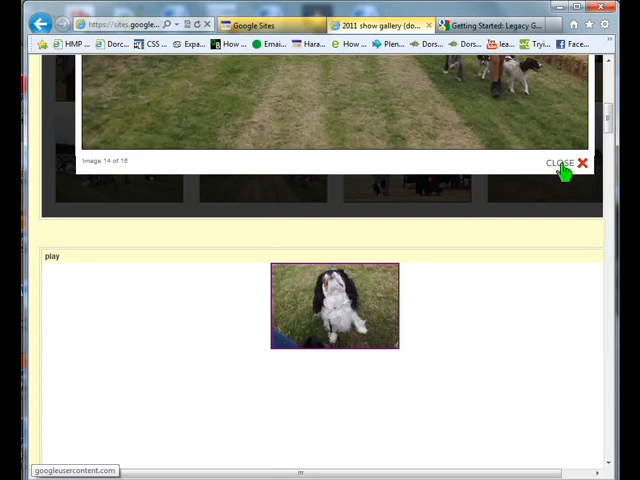 https://sites.google...
Google Sites
2011 show gallery (do...
Getting Started: Legacy G...
HMP ...
Dorc...
CSS ...
Expa...
How ...
Emai...
Hara...
How ...
Plen...
Dors...
Dors...
lea...
Tryi...
Face...
Image 14 of 16
CLOSE
play
googleusercontent.com